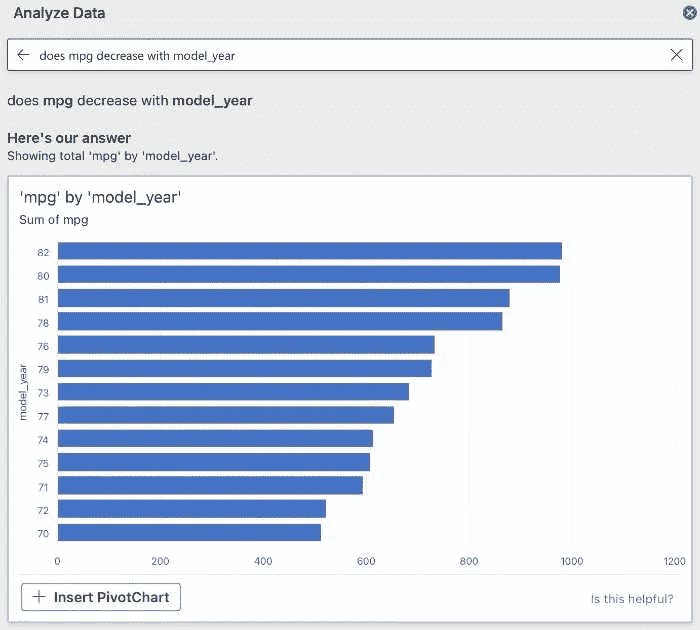 Analyze Data
does mpg decrease with model_year
does mpg decrease with model_year
Here's our answer
Showing total 'mpg' by 'model_year'.
'mpg' by 'model_year'
Sum of mpg
model_year
82
80
81
78
76
79
73
77
74
75
71
72
70
0 200 400 600 800 1000 1200
+ Insert PivotChart
Is this helpful?